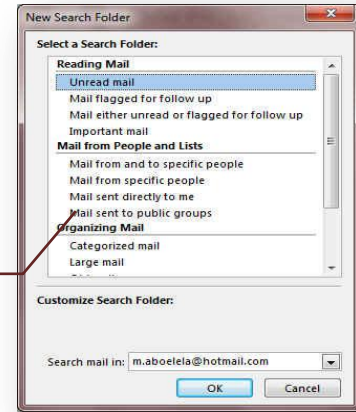 New Search Folder
Select a Search Folder:
Reading Mail
Unread mail
Mail flagged for follow up
Mail either unread or flagged for follow up
Important mail
Mail from People and Lists
Mail from and to specific people
Mail from specific people
Mail sent directly to me
Mail sent to public groups
Organizing Mail
Categorized mail
Large mail
Customize Search Folder:
Search mail in: m.aboelela@hotmail.com
OK Cancel